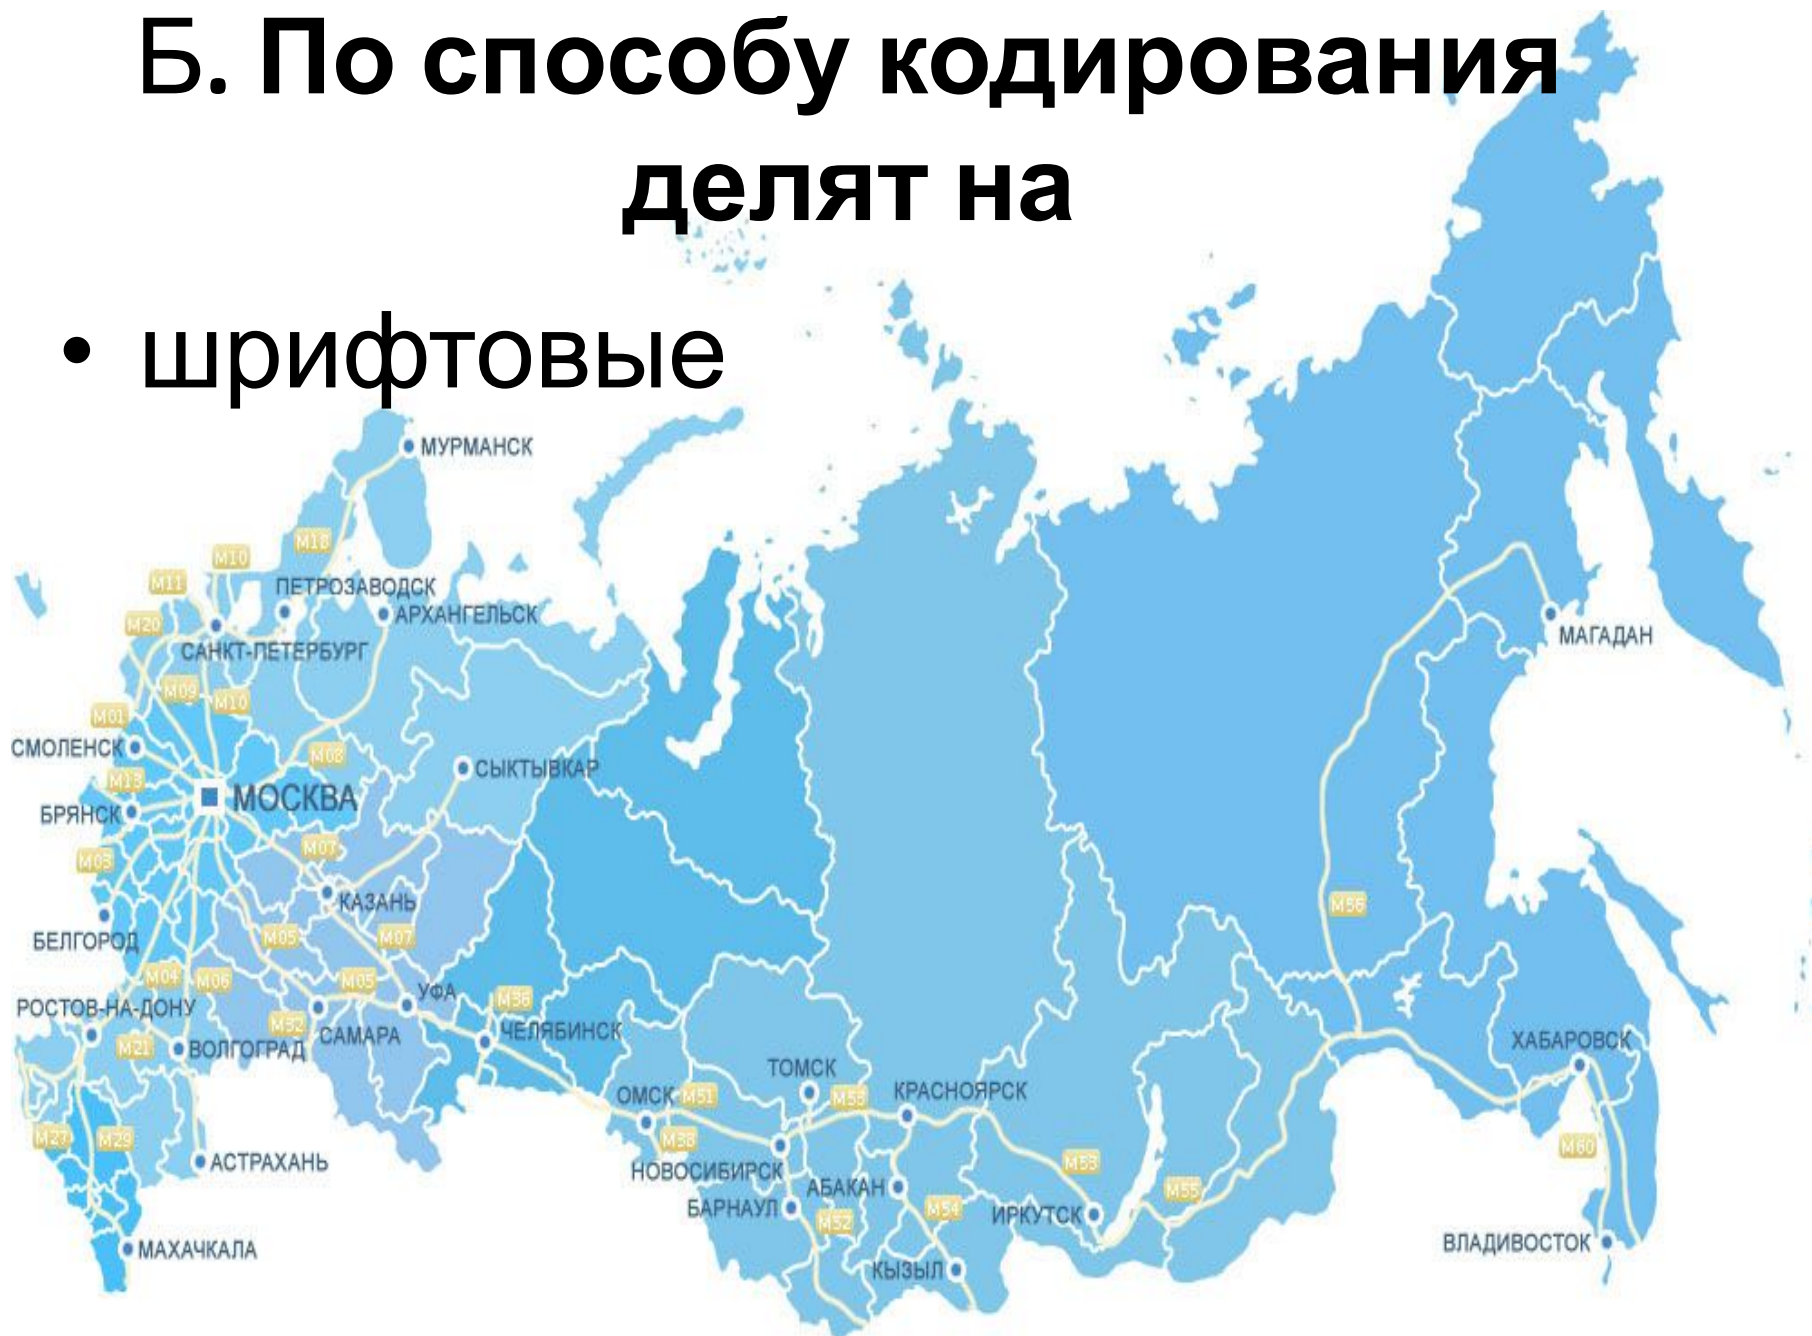 Б. По способу кодирования
делят на
• шрифтовые
МУРМАНСК
М18
М10
М11
ПЕТРОЗАВОДСК
АРХАНГЕЛЬСК
М20
САНКТ-ПЕТЕРБУРГ
МАГАДАН
М09
М10
М01
СМОЛЕНСК
М08
СЫКТЫВКАР
М13
МОСКВА
БРЯНСК
М07
М03
КАЗАНЬ
М56
БЕЛГОРОД
М05
М07
М04
М06
М05
УФА
М36
РОСТОВ-НА-ДОНУ
М32
САМАРА
ЧЕЛЯБИНСК
М21
ВОЛГОГРАД
ХАБАРОВСК
ТОМСК
ОМСК
М51
М53
КРАСНОЯРСК
М27
М29
М38
М60
АСТРАХАНЬ
НОВОСИБИРСК
М53
АБАКАН
М55
БАРНАУЛ
М52
М54
ИРКУТСК
МАХАЧКАЛА
ВЛАДИВОСТОК
КЫЗЫЛ